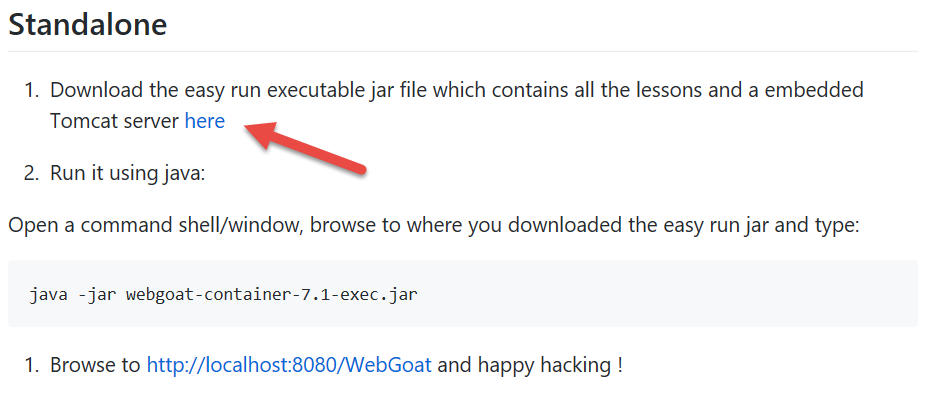 Standalone
1. Download the easy run executable jar file which contains all the lessons and a embedded
Tomcat server here
2. Run it using java:
Open a command shell/window, browse to where you downloaded the easy run jar and type:
java -jar webgoat-container-7.1-exec.jar
1. Browse to http://localhost:8080/WebGoat and happy hacking !